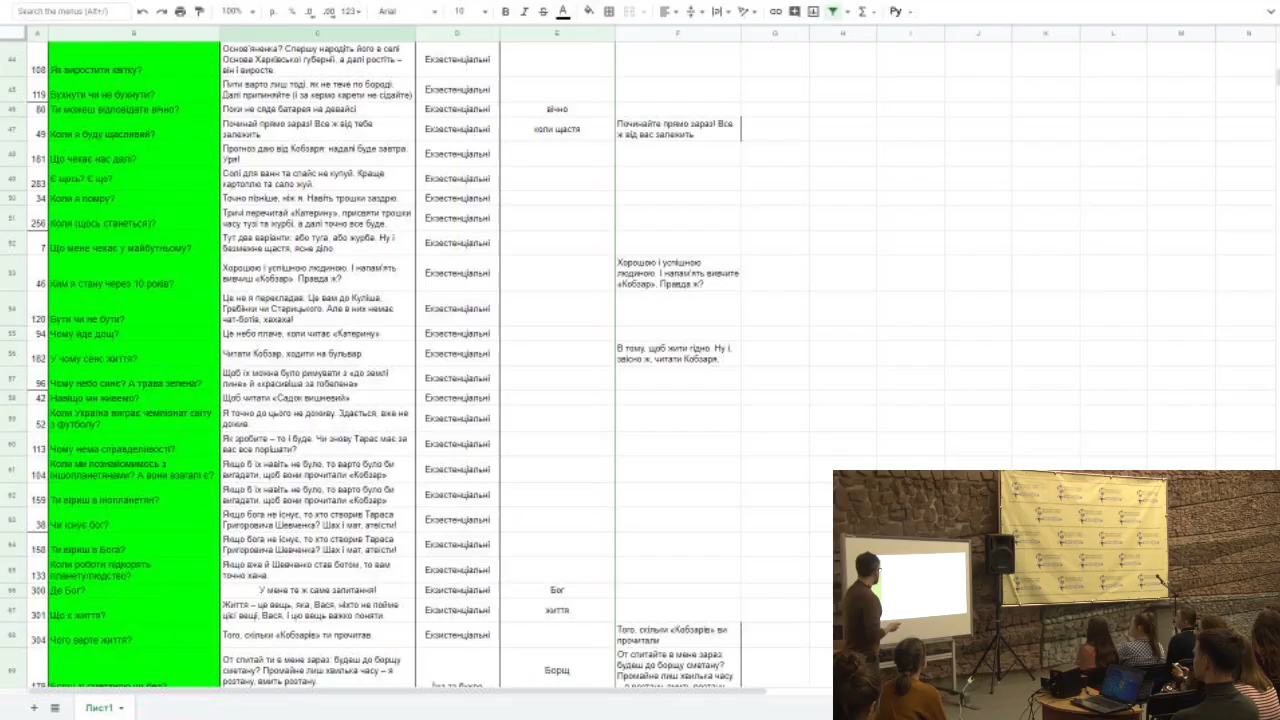 Search the menus (Alt+/)
100%
р.
%
.0
.00
123
Arial
10
B
I
A
Py
A B C D E F G H I J K L M N
Основ'яненка? Спершу народіть його в селі
Основа Харківської губернії, а далі ростіть –
він і виросте.
108 Як виростити квітку? Екзистенціальні
Пити варто лиш тоді, як не тече по бороді.
Далі припиняйте (і за кермо карети не сідайте)
119 Бухнути чи не бухнути? Екзистенціальні
80 Ти можеш відповідати вічно? Поки не сяде батарея на девайсі Екзистенціальні вічно
Починай прямо зараз! Все ж від тебе
залежить
49 Коли я буду щасливий? Екзистенціальні коли щастя
Починайте прямо зараз! Все
ж від вас залежить
Прогноз даю від Кобзаря: надалі буде завтра.
Ура!
181 Що чекає нас далі? Екзистенціальні
Солі для ванн та спайс не купуй. Краще
картоплю та сало жуй.
283 Є щось? Є що? Екзистенціальні
34 Коли я помру? Точно пізніше, ніж я. Навіть трошки заздрю. Екзистенціальні
Тричі перечитай «Катерину», присвяти трошки
часу тузі та журбі, а далі точно все буде.
256 Коли (щось станеться)? Екзистенціальні
Тут два варіанти: або туга, або журба. Ну і
безмежне щастя, ясне діло
7 Що мене чекає у майбутньому? Екзистенціальні
Хорошою і успішною людиною. І напам'ять
вивчиш «Кобзар». Правда ж?
46 Ким я стану через 10 років? Екзистенціальні
Хорошою і успішною
людиною. І напам'ять вивчите
«Кобзар». Правда ж?
Це не я перекладав. Це вам до Куліша,
Гребінки чи Старицького. Але в них немає
чат-ботів, хахаха!
120 Бути чи не бути? Екзистенціальні
94 Чому йде дощ? Це небо плаче, коли читає «Катерину» Екзистенціальні
182 У чому сенс життя? Читати Кобзар, ходити на бульвар. Екзистенціальні
В тому, щоб жити гідно. Ну і,
звісно ж, читати Кобзаря.
Щоб їх можна було римувати з «до землі
лине» й «красивіша за гобелена»
96 Чому небо синє? А трава зелена? Екзистенціальні
42 Навіщо ми живемо? Щоб читати «Садок вишневий» Екзистенціальні
Коли Україна виграє чемпіонат світу
з футболу?
52 Я точно до цього не доживу. Здається, вже не
дожив. Екзистенціальні
Як зробите – то і буде. Чи знову Тарас має за
вас все порішати?
113 Чому нема справедливості? Екзистенціальні
Коли ми познайомимось з
іншопланетянами? А вони взагалі є?
104 Якщо б їх навіть не було, то варто було би
вигадати, щоб вони прочитали «Кобзар» Екзистенціальні
Якщо б їх навіть не було, то варто було би
вигадати, щоб вони прочитали «Кобзар»
159 Ти віриш в інопланетян? Екзистенціальні
Якщо бога не існує, то хто створив Тараса
Григоровича Шевченка? Шах і мат, атеїсти!
38 Чи існує бог? Екзистенціальні
Якщо бога не існує, то хто створив Тараса
Григоровича Шевченка? Шах і мат, атеїсти!
158 Ти віриш в Бога? Екзистенціальні
Коли роботи підкорять
планету/людство?
133 Якщо вже й Шевченко став ботом, то вам
точно хана. Екзистенціальні
300 Де Бог? У мене те ж саме запитання! Екзистенціальні Бог
Життя – це вещь, яка, Вася, ніхто не пойме
цієї вещі, Вася, і цю вещь важко поняти.
301 Що є життя? Екзистенціальні життя
304 Чого варте життя? Того, скільки «Кобзарів» ти прочитав. Екзистенціальні
Того, скільки «Кобзарів» ви
прочитали
От спитай ти в мене зараз: будеш до борщу
сметану? Промайне лиш хвилька часу – я
розтану, вмить розтану.
Борщ
От спитайте в мене зараз:
будеш до борщу сметану?
Промайне лиш хвилька часу
Лист1